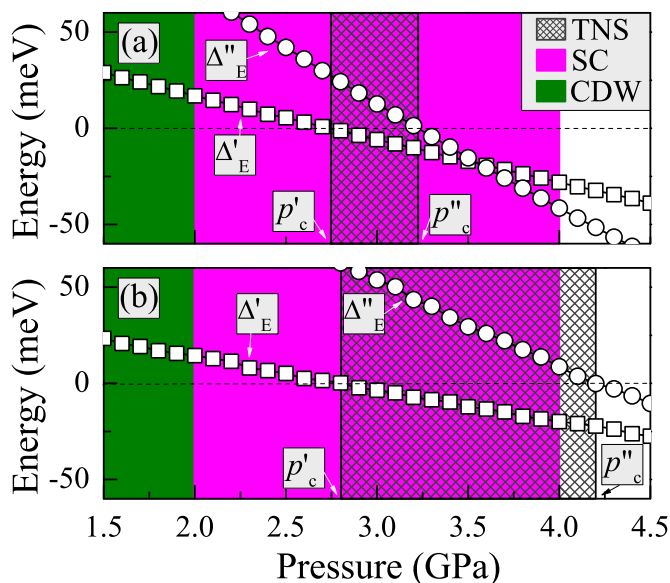 (a)
Δ''E
Δ'E
p'c
p''c
TNS
SC
CDW
50
0
-50
Energy (meV)
(b)
Δ'E
Δ''E
p'c
p''c
50
0
-50
Energy (meV)
1.5 2.0 2.5 3.0 3.5 4.0 4.5
Pressure (GPa)